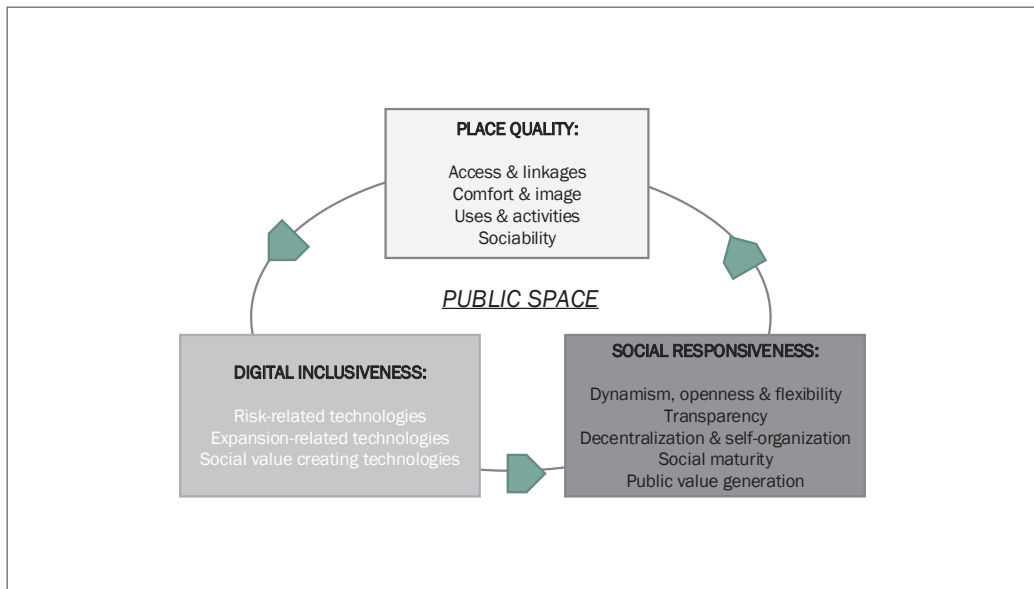 PLACE QUALITY:
Access & linkages
Comfort & image
Uses & activities
Sociability
PUBLIC SPACE
DIGITAL INCLUSIVENESS:
Risk-related technologies
Expansion-related technologies
Social value creating technologies
SOCIAL RESPONSIVENESS:
Dynamism, openness & flexibility
Transparency
Decentralization & self-organization
Social maturity
Public value generation